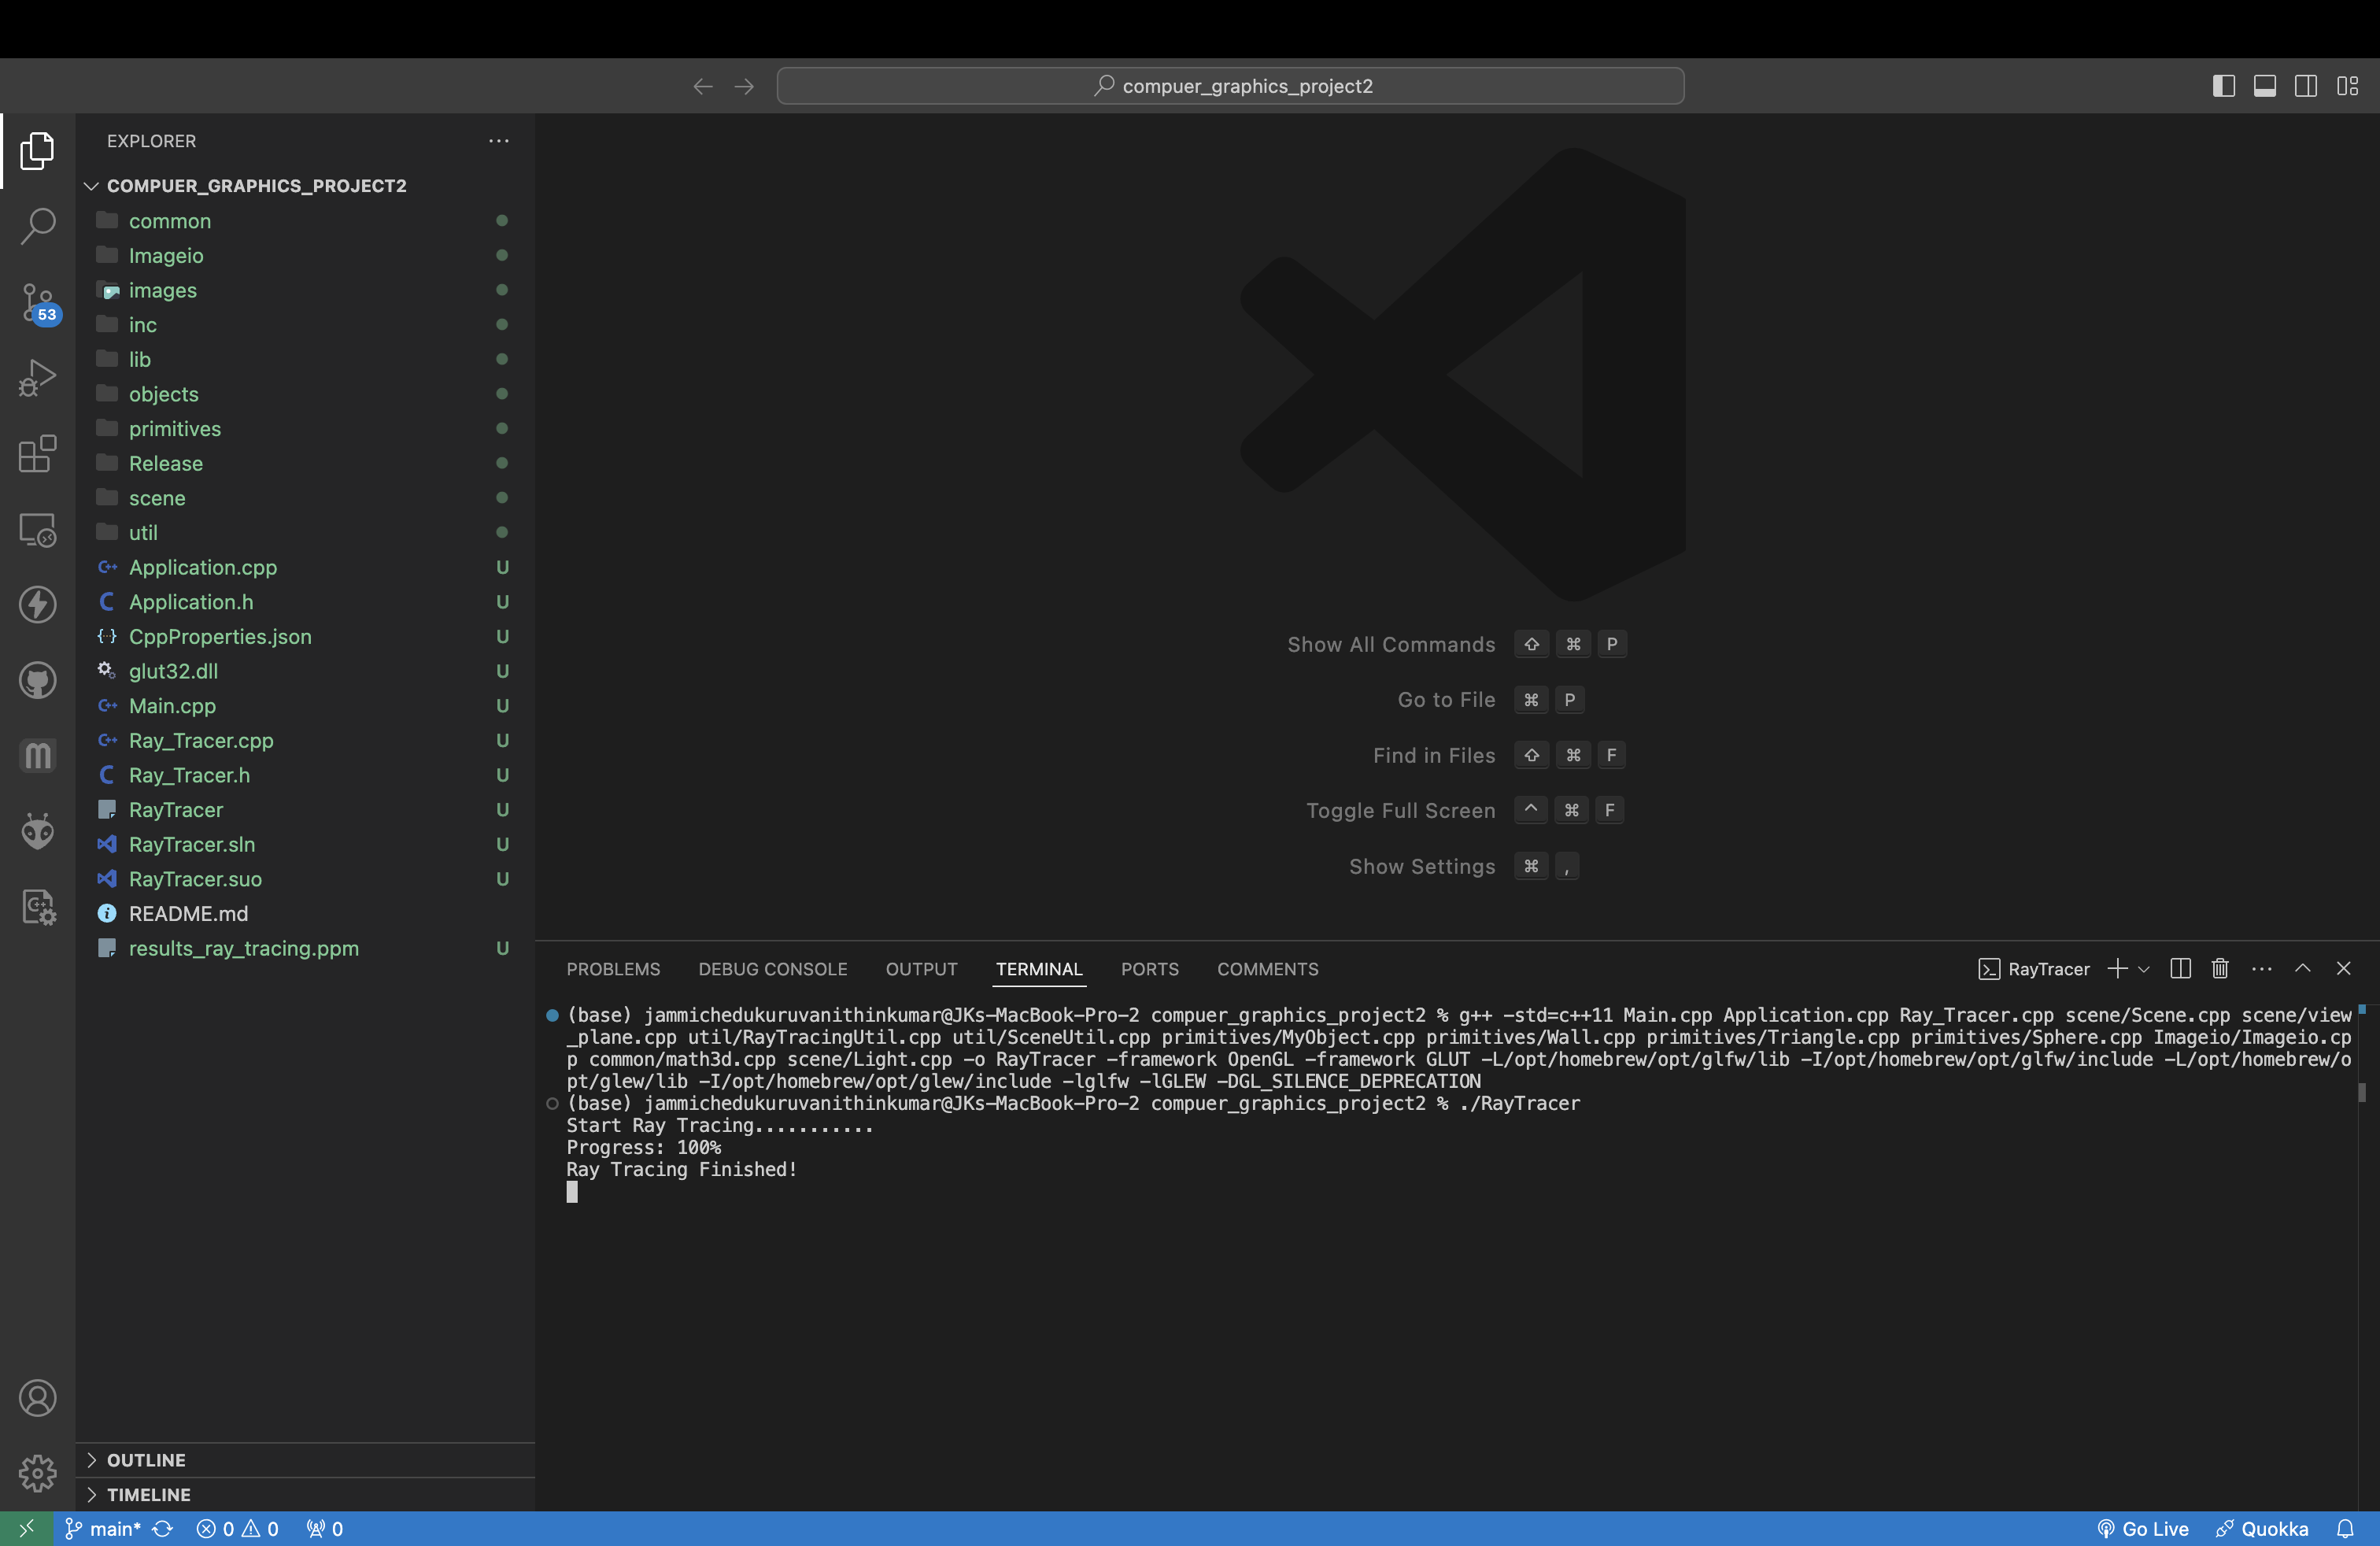 compuer_graphics_project2
EXPLORER
COMPUER_GRAPHICS_PROJECT2
common
Imageio
images
inc
lib
objects
primitives
Release
scene
util
Application.cpp U
Application.h U
CppProperties.json U
glut32.dll U
Main.cpp U
Ray_Tracer.cpp U
Ray_Tracer.h U
RayTracer U
RayTracer.sln U
RayTracer.suo U
README.md
results_ray_tracing.ppm U
OUTLINE
TIMELINE
53
Show All Commands ⇧ ⌘ P
Go to File ⌘ P
Find in Files ⇧ ⌘ F
Toggle Full Screen ^ ⌘ F
Show Settings ⌘ ,
PROBLEMS DEBUG CONSOLE OUTPUT TERMINAL PORTS COMMENTS RayTracer
(base) jammichedukuruvanithinkumar@JKs-MacBook-Pro-2 compuer_graphics_project2 % g++ -std=c++11 Main.cpp Application.cpp Ray_Tracer.cpp scene/Scene.cpp scene/view
_plane.cpp util/RayTracingUtil.cpp util/SceneUtil.cpp primitives/MyObject.cpp primitives/Wall.cpp primitives/Triangle.cpp primitives/Sphere.cpp Imageio/Imageio.cp
p common/math3d.cpp scene/Light.cpp -o RayTracer -framework OpenGL -framework GLUT -L/opt/homebrew/opt/glfw/lib -I/opt/homebrew/opt/glfw/include -L/opt/homebrew/o
pt/glew/lib -I/opt/homebrew/opt/glew/include -lglfw -lGLEW -DGL_SILENCE_DEPRECATION
(base) jammichedukuruvanithinkumar@JKs-MacBook-Pro-2 compuer_graphics_project2 % ./RayTracer
Start Ray Tracing...........
Progress: 100%
Ray Tracing Finished!
main* 0 0 0 Go Live Quokka